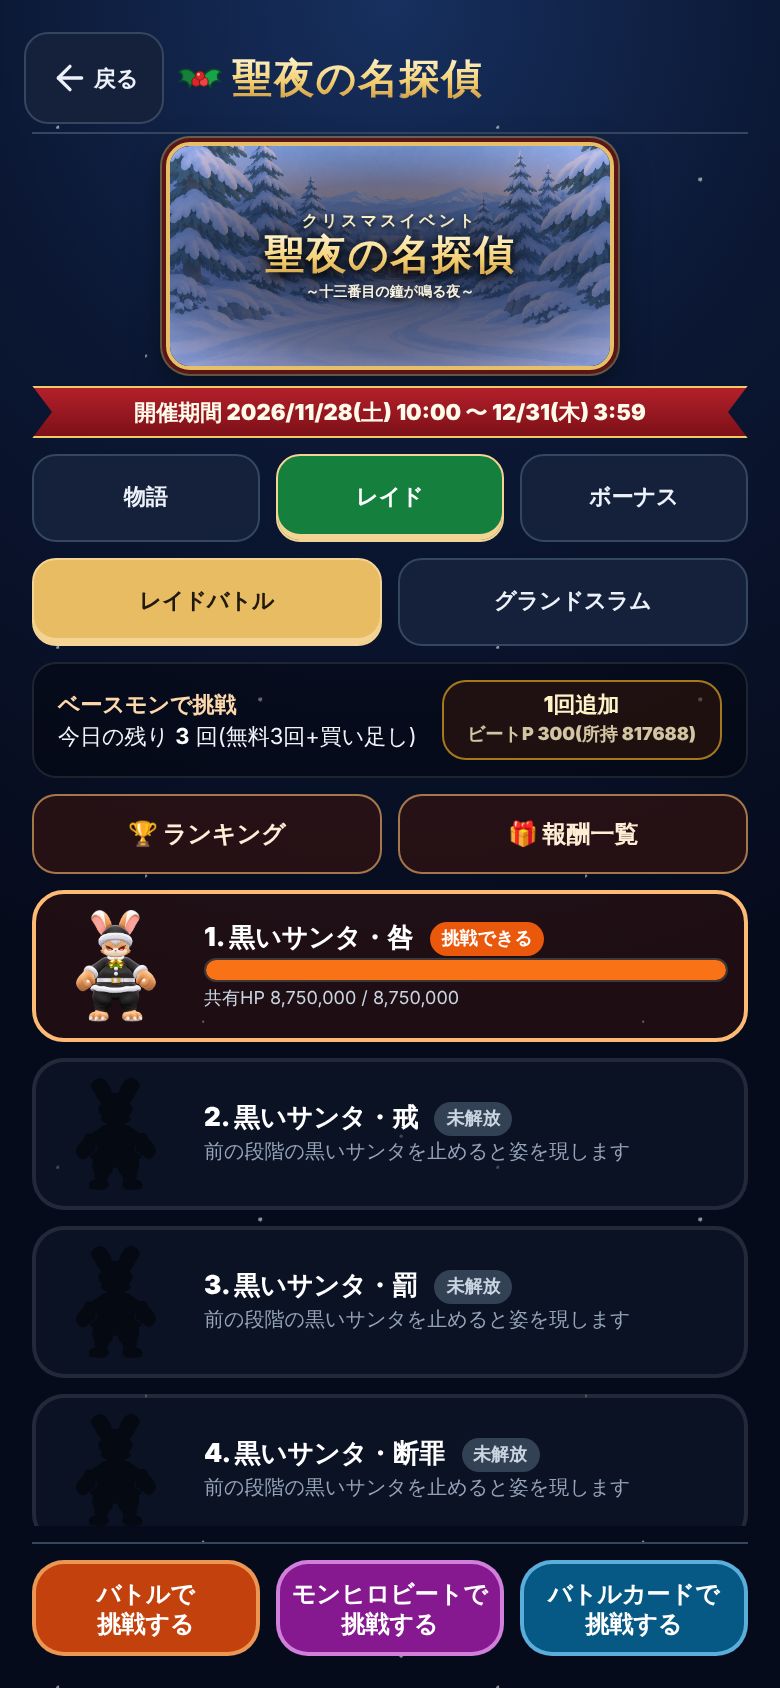 戻る
聖夜の名探偵
クリスマスイベント
聖夜の名探偵
～十三番目の鐘が鳴る夜～
開催期間 2026/11/28(土) 10:00 〜 12/31(木) 3:59
物語
レイド
ボーナス
レイドバトル
グランドスラム
ベースモンで挑戦
今日の残り 3 回(無料3回+買い足し)
1回追加
ビートP 300(所持 817688)
ランキング
報酬一覧
1. 黒いサンタ・咎
挑戦できる
共有HP 8,750,000 / 8,750,000
2. 黒いサンタ・戒
未解放
前の段階の黒いサンタを止めると姿を現します
3. 黒いサンタ・罰
未解放
前の段階の黒いサンタを止めると姿を現します
4. 黒いサンタ・断罪
未解放
前の段階の黒いサンタを止めると姿を現します
バトルで
挑戦する
モンヒロビートで
挑戦する
バトルカードで
挑戦する